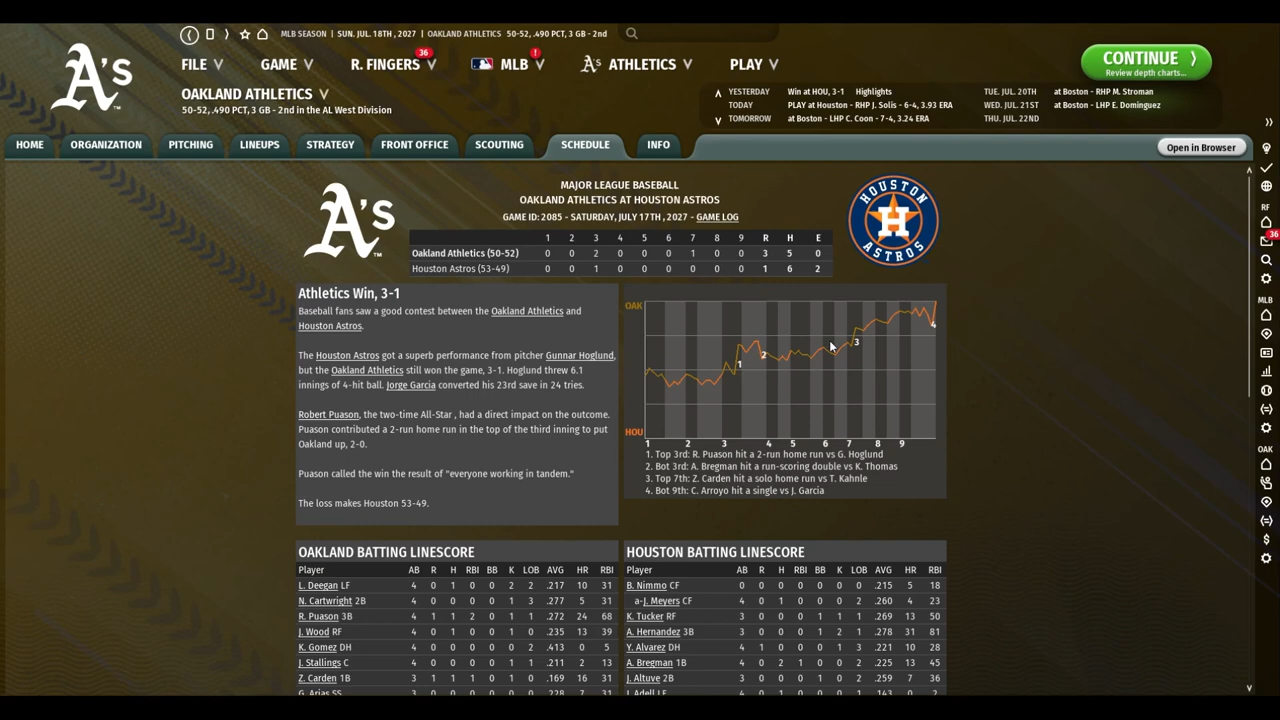 MLB SEASON | SUN. JUL. 18TH , 2027 | OAKLAND ATHLETICS 50-52, .490 PCT, 3 GB - 2nd
A's
FILE GAME R. FINGERS 36 MLB ! ATHLETICS PLAY
CONTINUE
Review depth charts...
OAKLAND ATHLETICS
50-52, .490 PCT, 3 GB - 2nd in the AL West Division
YESTERDAY Win at HOU, 3-1 Highlights TUE. JUL. 20TH at Boston - RHP M. Stroman
TODAY PLAY at Houston - RHP J. Solis - 6-4, 3.93 ERA WED. JUL. 21ST at Boston - LHP E. Dominguez
TOMORROW at Boston - LHP C. Coon - 7-4, 3.24 ERA THU. JUL. 22ND
HOME ORGANIZATION PITCHING LINEUPS STRATEGY FRONT OFFICE SCOUTING SCHEDULE INFO Open in Browser
MAJOR LEAGUE BASEBALL
OAKLAND ATHLETICS AT HOUSTON ASTROS
GAME ID: 2085 - SATURDAY, JULY 17TH , 2027 - GAME LOG
A's
HOUSTON
H
ASTROS
1 2 3 4 5 6 7 8 9 R H E
Oakland Athletics (50-52) 0 0 2 0 0 0 1 0 0 3 5 0
Houston Astros (53-49) 0 0 1 0 0 0 0 0 0 1 6 2
Athletics Win, 3-1
Baseball fans saw a good contest between the Oakland Athletics and
Houston Astros.
The Houston Astros got a superb performance from pitcher Gunnar Hoglund,
but the Oakland Athletics still won the game, 3-1. Hoglund threw 6.1
innings of 4-hit ball. Jorge Garcia converted his 23rd save in 24 tries.
Robert Puason, the two-time All-Star , had a direct impact on the outcome.
Puason contributed a 2-run home run in the top of the third inning to put
Oakland up, 2-0.
Puason called the win the result of "everyone working in tandem."
The loss makes Houston 53-49.
OAK
1 2 3 4
HOU
1 2 3 4 5 6 7 8 9
1. Top 3rd: R. Puason hit a 2-run home run vs G. Hoglund
2. Bot 3rd: A. Bregman hit a run-scoring double vs K. Thomas
3. Top 7th: Z. Carden hit a solo home run vs T. Kahnle
4. Bot 9th: C. Arroyo hit a single vs J. Garcia
OAKLAND BATTING LINESCORE
Player AB R H RBI BB K LOB AVG HR RBI
L. Deegan LF 4 0 1 0 0 2 2 .217 10 31
N. Cartwright 2B 4 0 0 0 0 1 3 .277 5 31
R. Puason 3B 4 1 1 2 0 1 1 .272 24 68
J. Wood RF 4 0 1 0 0 1 0 .235 13 39
K. Gomez DH 4 0 0 0 0 0 2 .413 0 5
J. Stallings C 4 0 0 0 0 1 1 .211 2 13
Z. Carden 1B 3 1 1 1 0 1 0 .169 16 31
G. Arias SS
HOUSTON BATTING LINESCORE
Player AB R H RBI BB K LOB AVG HR RBI
B. Nimmo CF 0 0 0 0 0 0 0 .215 5 18
a-J. Meyers CF 4 0 1 0 0 0 2 .260 4 23
K. Tucker RF 3 0 0 0 1 1 1 .269 13 50
A. Hernandez 3B 3 0 0 0 1 2 1 .278 31 81
Y. Alvarez DH 4 1 0 0 0 1 3 .221 10 28
A. Bregman 1B 4 0 2 1 0 0 2 .225 13 45
J. Altuve 2B 3 0 0 0 1 0 2 .259 7 36
J. Adell LF
RF
36
MLB
OAK